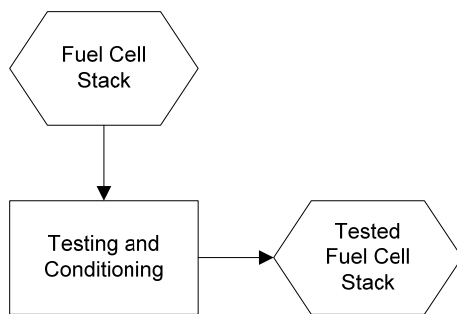 Fuel Cell
Stack
Testing and
Conditioning
Tested
Fuel Cell
Stack